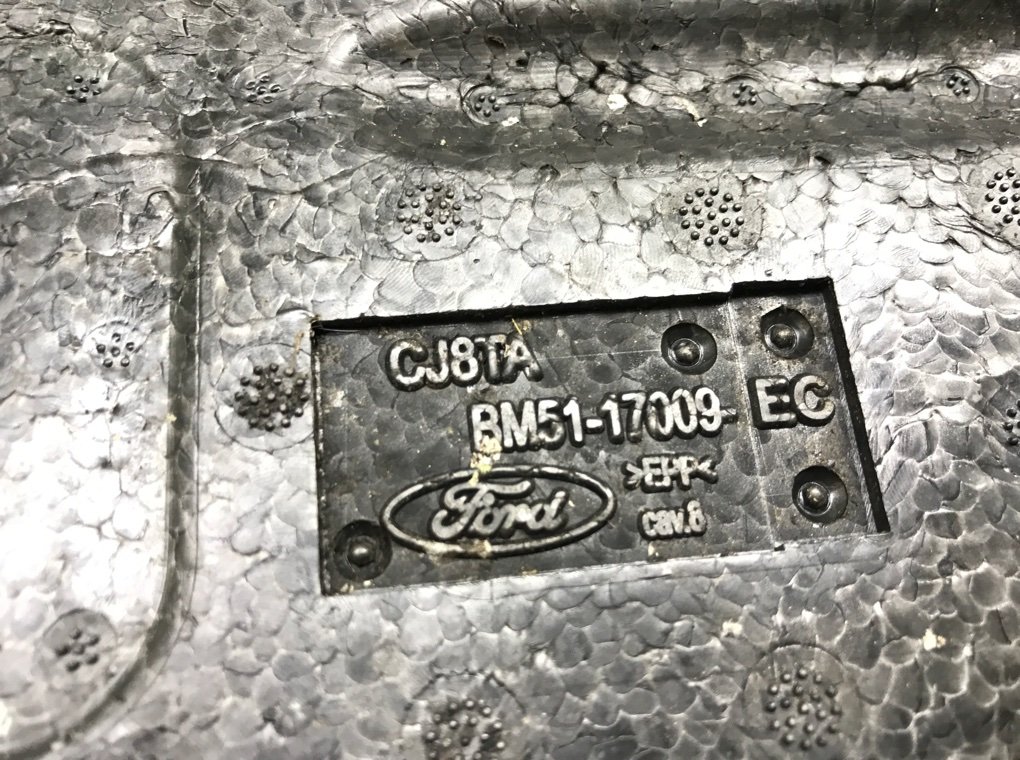 CJ8TA
BM51-17009- EC
>EPP<
Ford
cav.8